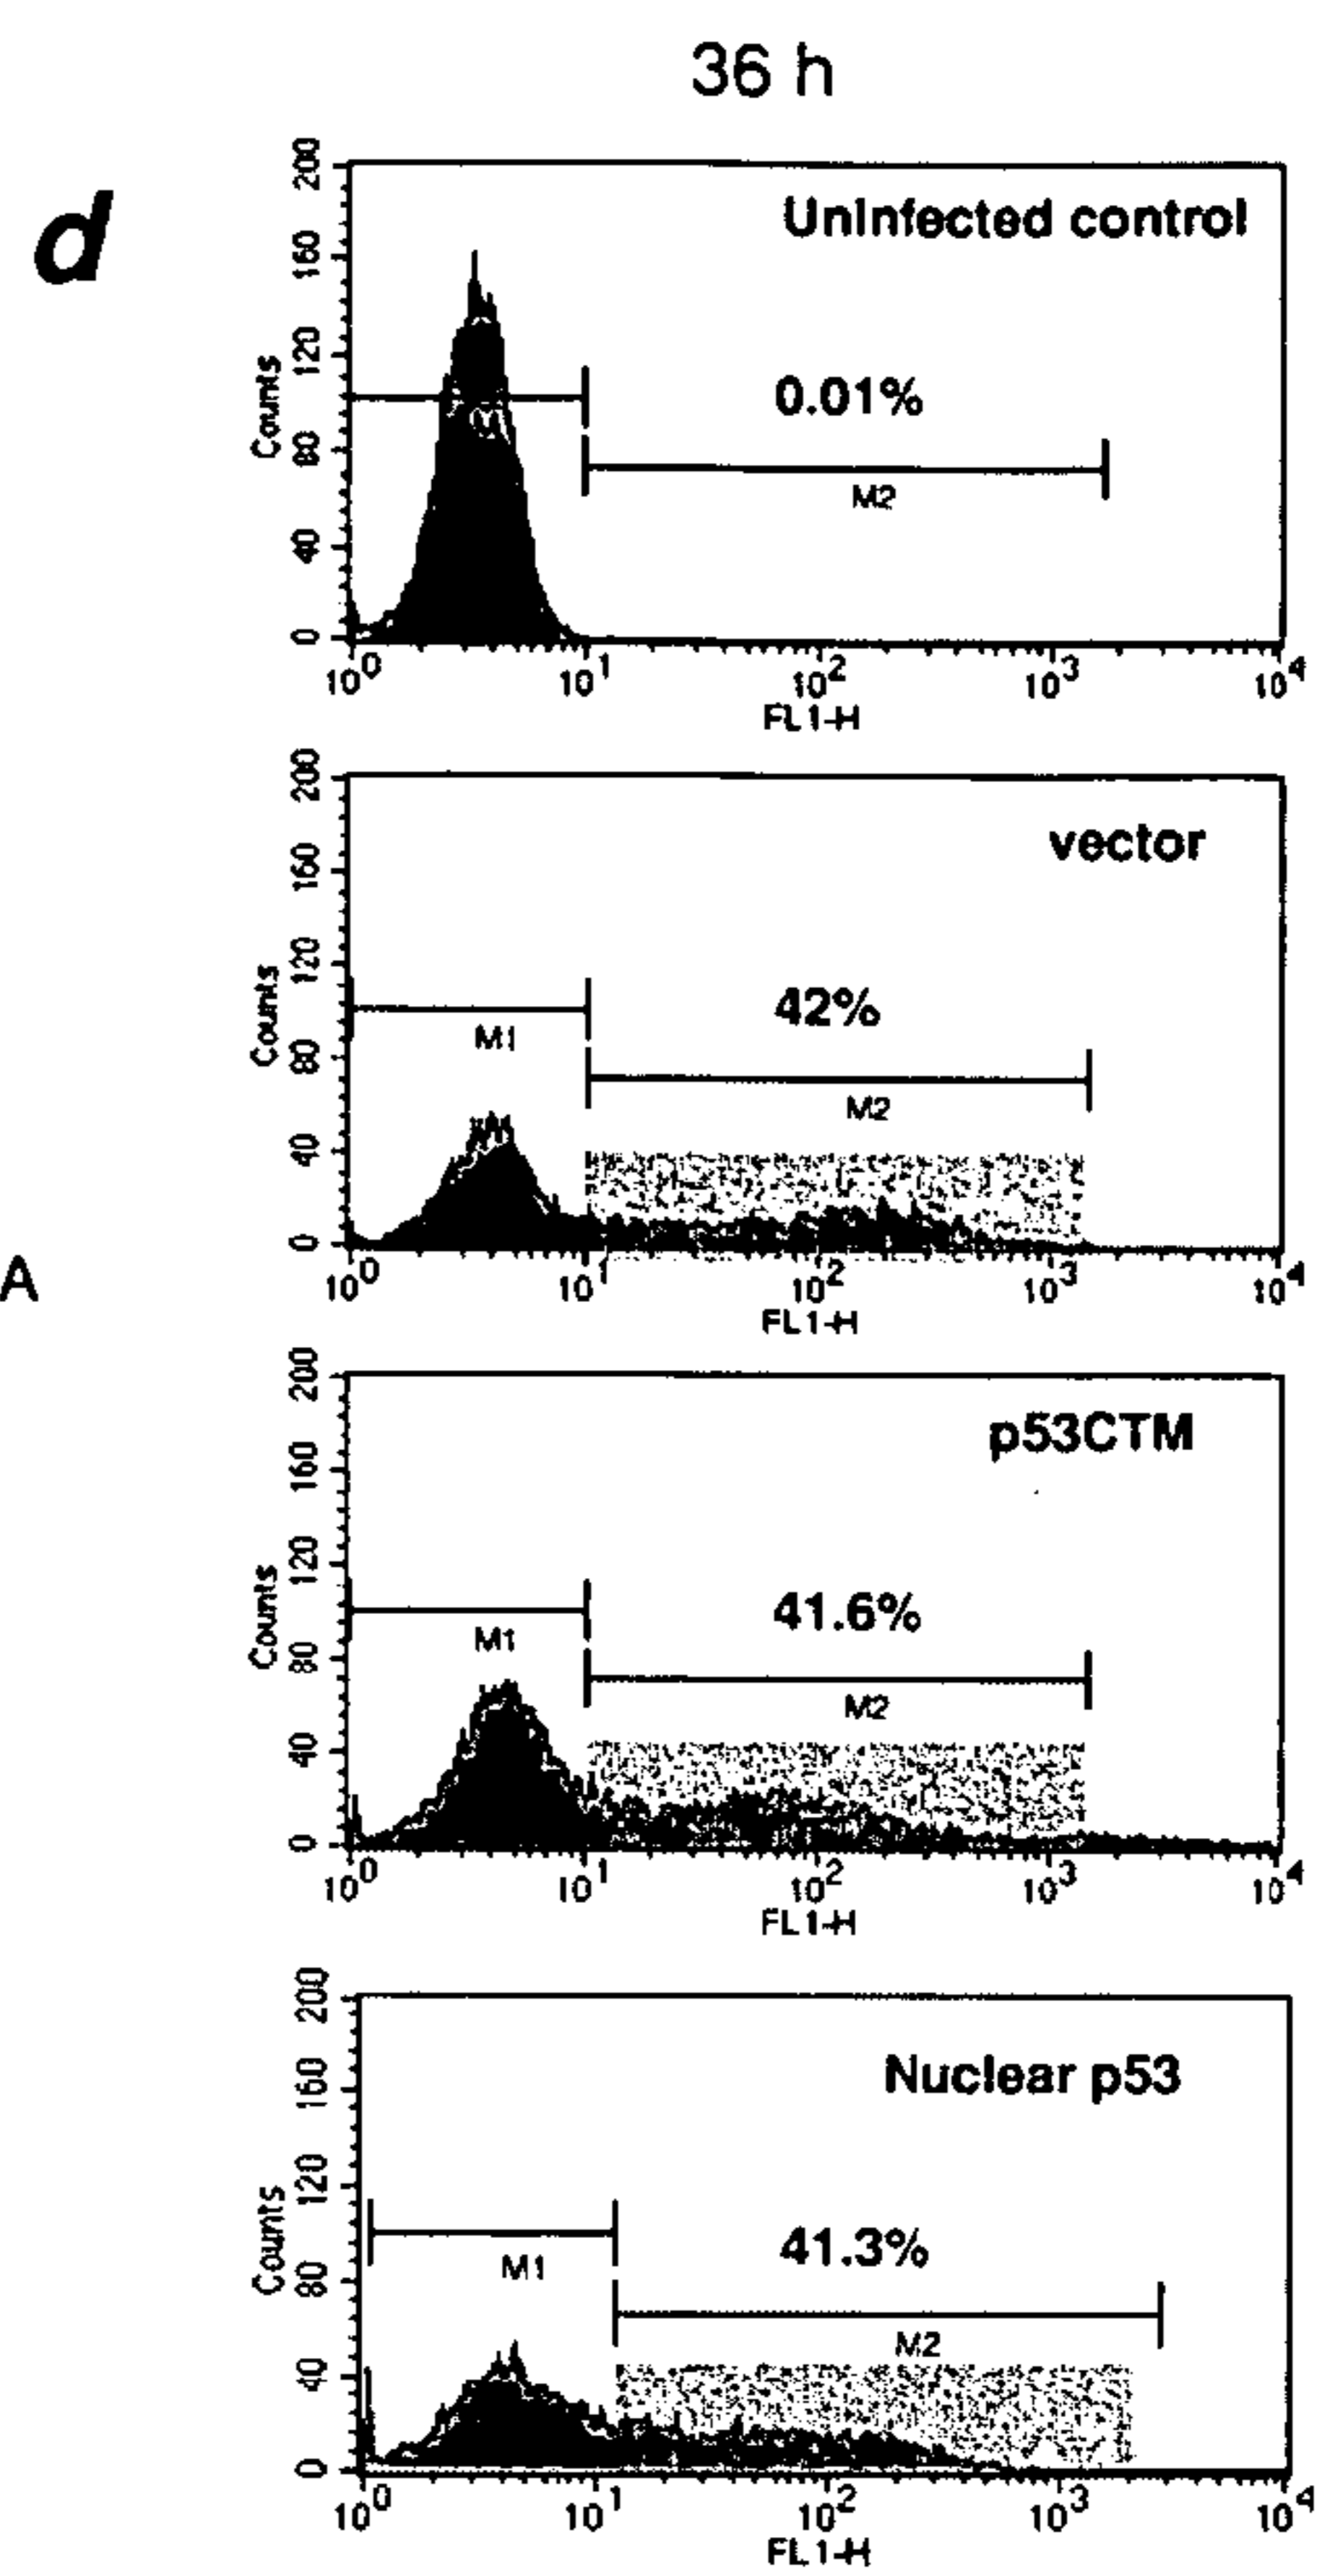 36 h
d
200
160
120
80
40
0
Counts
Uninfected control
0.01%
M2
10^0 10^1 10^2 10^3 10^4
FL1-H
200
160
120
80
40
0
Counts
vector
42%
M1
M2
10^0 10^1 10^2 10^3 10^4
FL1-H
A
200
160
120
80
40
0
Counts
p53CTM
41.6%
M1
M2
10^0 10^1 10^2 10^3 10^4
FL1-H
200
160
120
80
40
0
Counts
Nuclear p53
41.3%
M1
M2
10^0 10^1 10^2 10^3 10^4
FL1-H